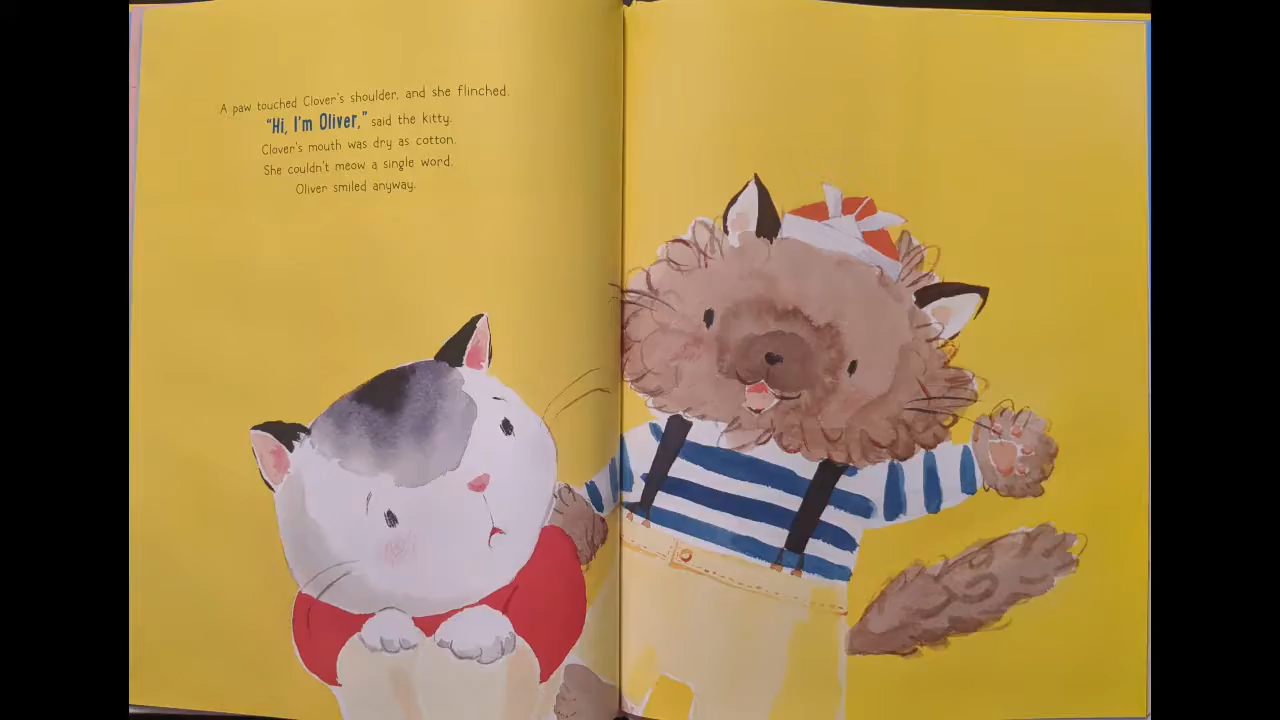 A paw touched Clover's shoulder, and she flinched.
"Hi, I'm Oliver," said the kitty.
Clover's mouth was dry as cotton.
She couldn't meow a single word.
Oliver smiled anyway.